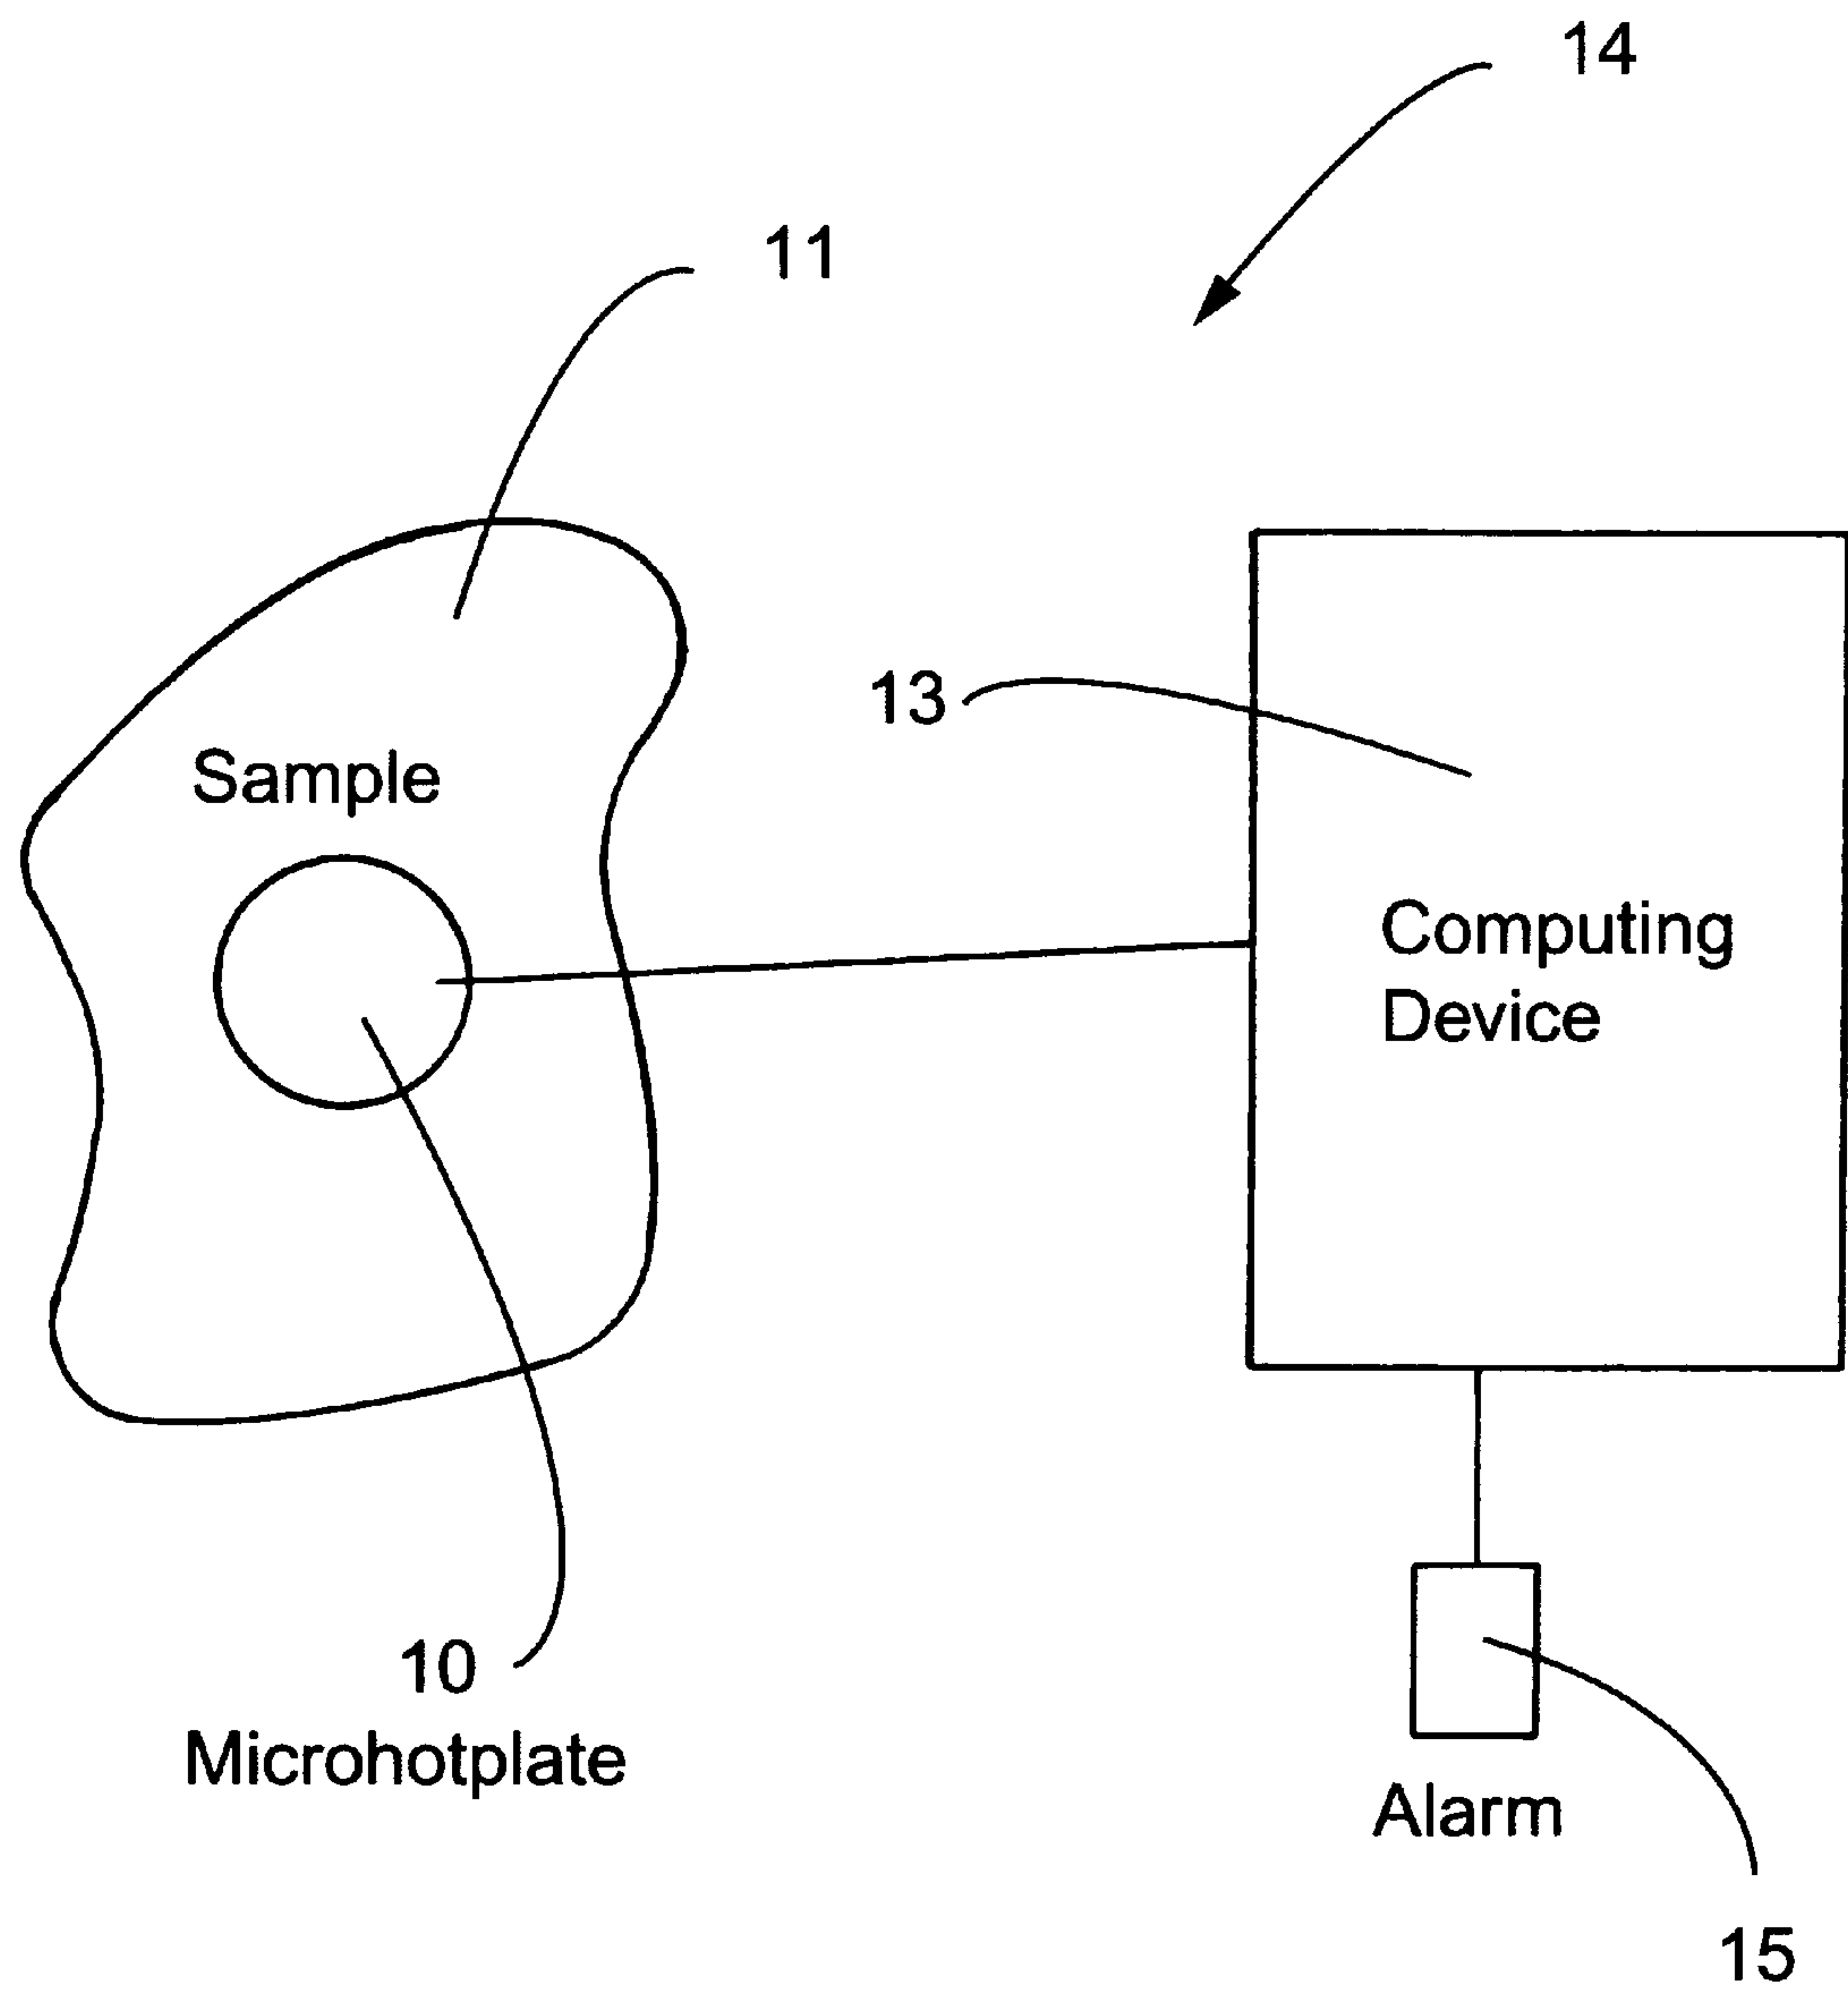 14
11
13
Sample
Computing
Device
10
Microhotplate
Alarm
15